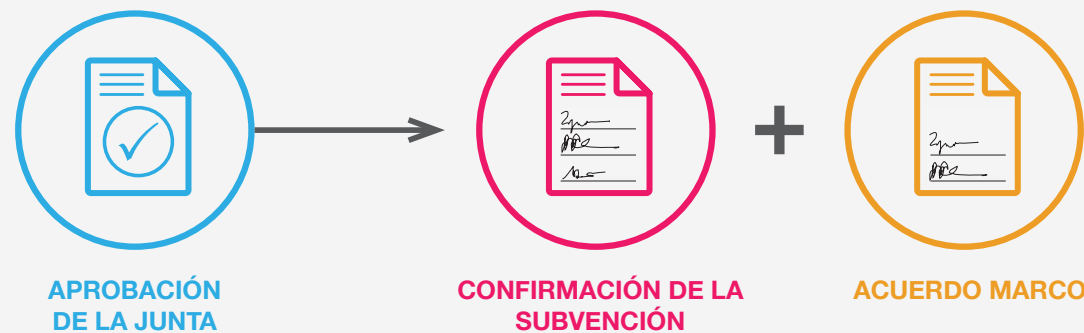 APROBACIÓN
DE LA JUNTA
CONFIRMACIÓN DE LA
SUBVENCIÓN
ACUERDO MARCO